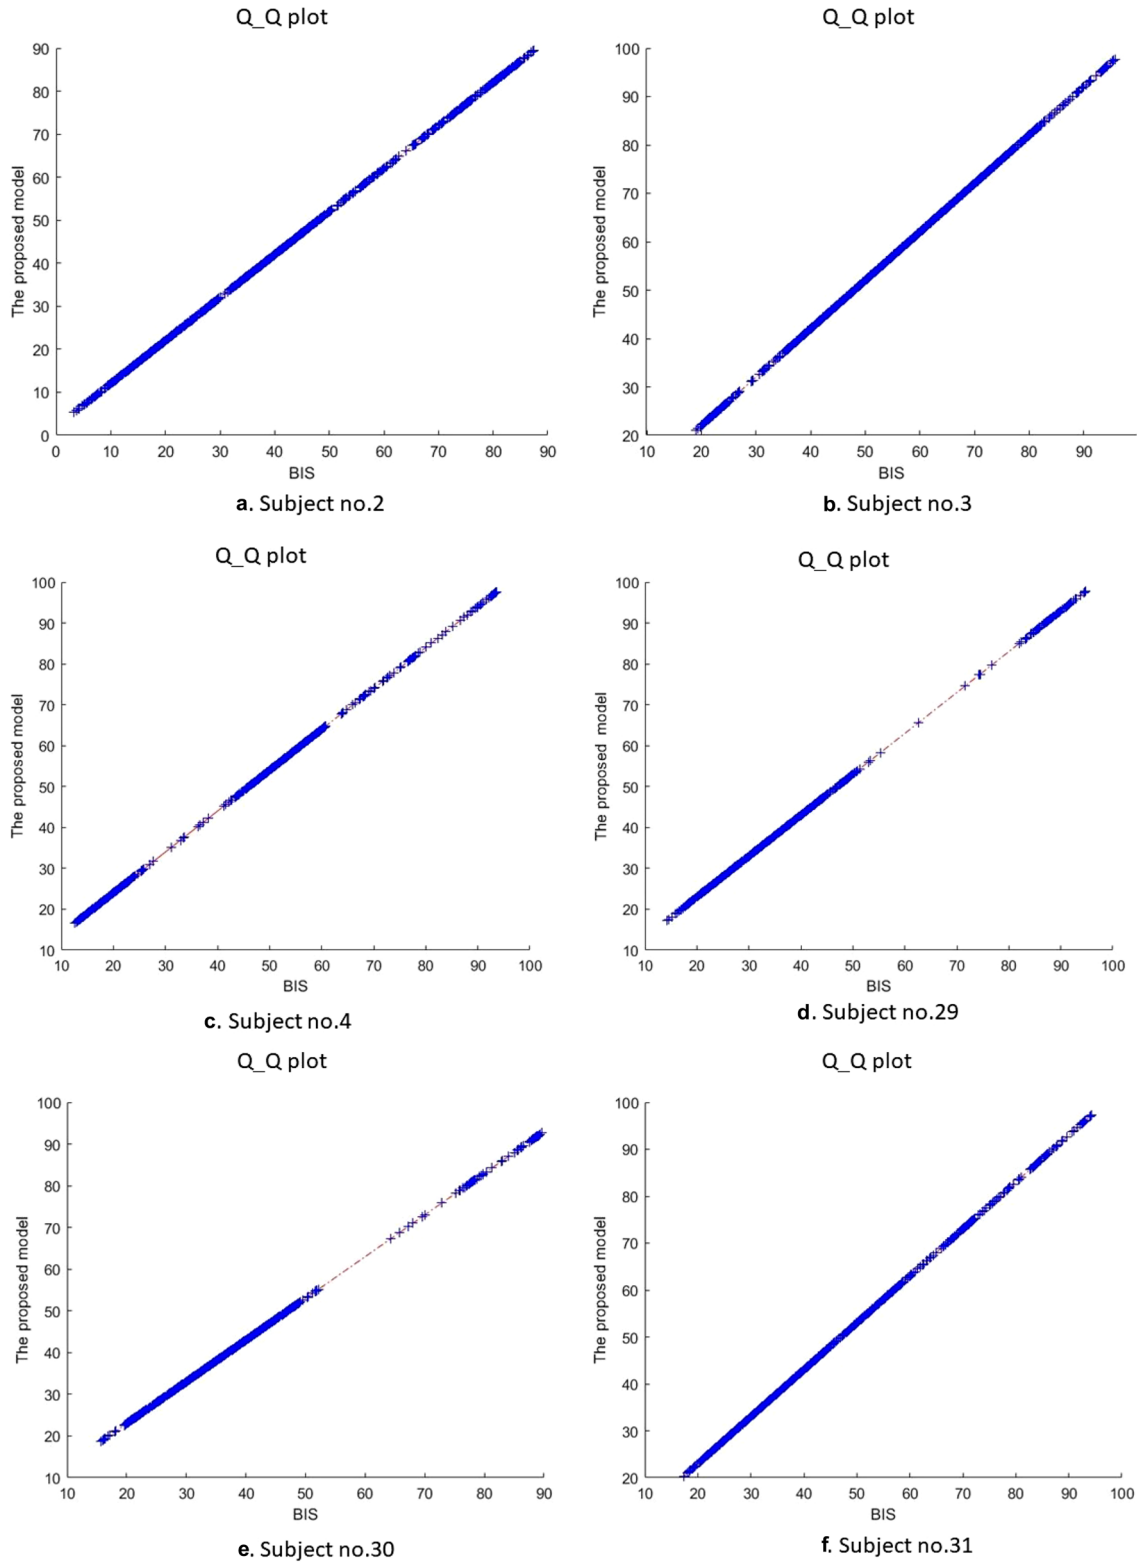 Q_Q plot
90
80
70
60
50
40
30
20
10
0
The proposed model
0 10 20 30 40 50 60 70 80 90
BIS
a. Subject no.2
Q_Q plot
100
90
80
70
60
50
40
30
20
The proposed model
10 20 30 40 50 60 70 80 90
BIS
b. Subject no.3
Q_Q plot
100
90
80
70
60
50
40
30
20
10
The proposed model
10 20 30 40 50 60 70 80 90 100
BIS
c. Subject no.4
Q_Q plot
100
90
80
70
60
50
40
30
20
10
The proposed model
10 20 30 40 50 60 70 80 90 100
BIS
d. Subject no.29
Q_Q plot
100
90
80
70
60
50
40
30
20
10
The proposed model
10 20 30 40 50 60 70 80 90
BIS
e. Subject no.30
Q_Q plot
100
90
80
70
60
50
40
30
20
The proposed model
10 20 30 40 50 60 70 80 90 100
BIS
f. Subject no.31